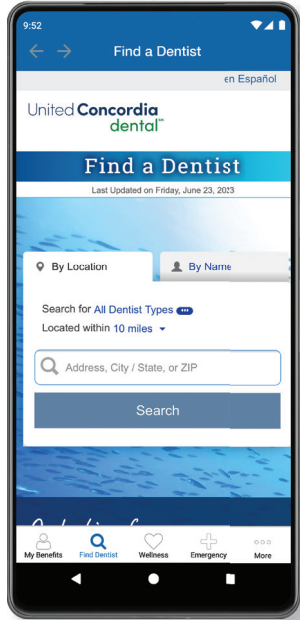 9:52
Find a Dentist
en Español
United Concordia
dental
Find a Dentist
Last Updated on Friday, June 23, 2023
By Location
By Name
Search for All Dentist Types
Located within 10 miles
Address, City / State, or ZIP
Search
My Benefits
Find Dentist
Wellness
Emergency
More